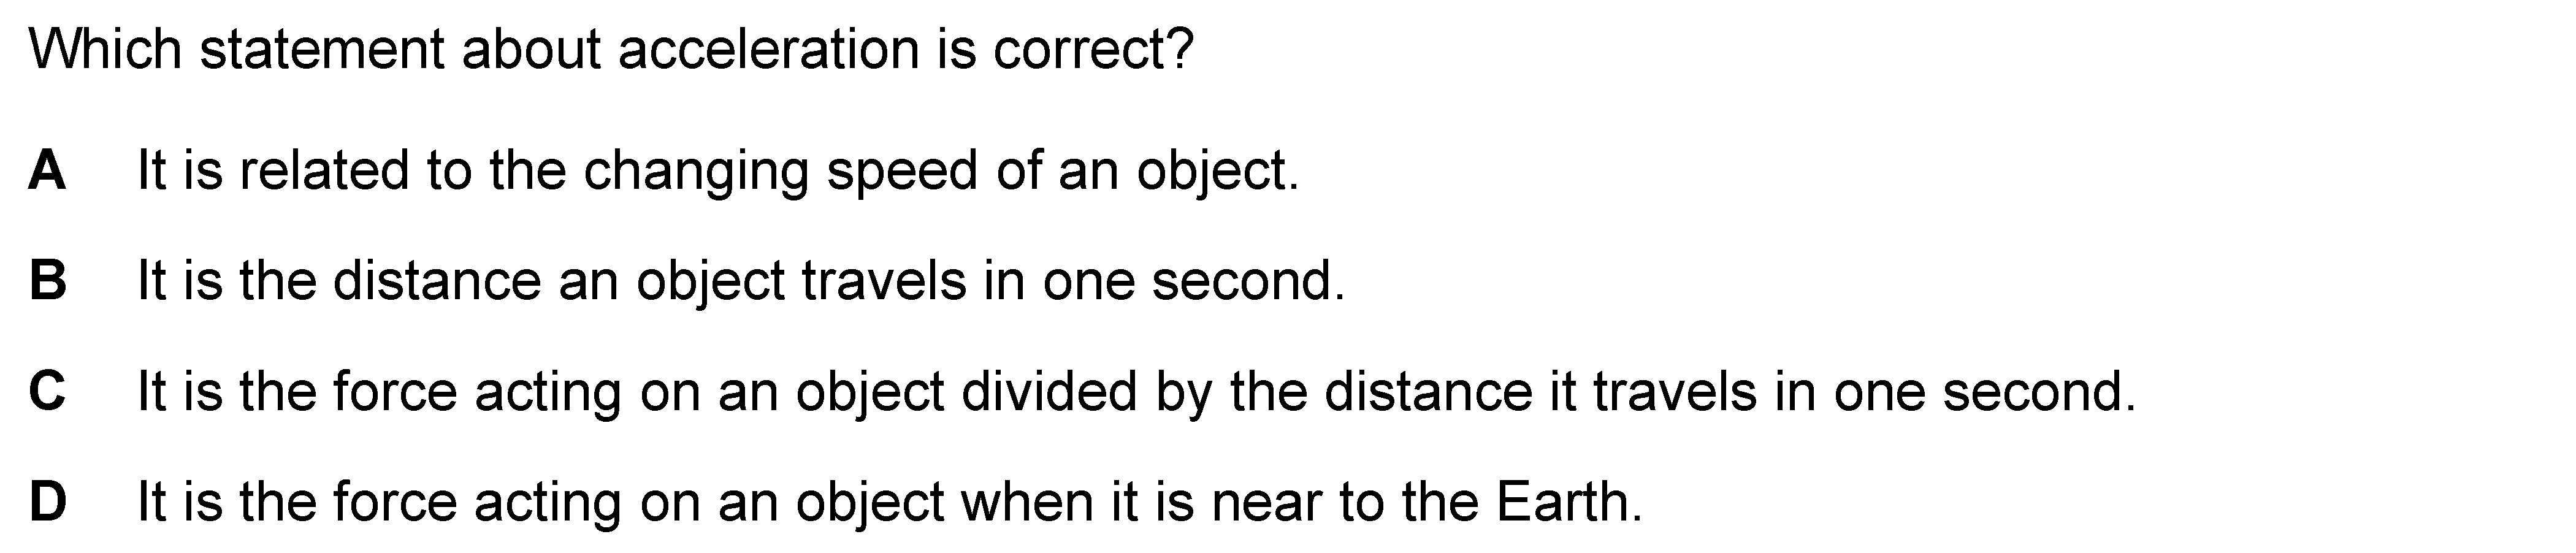 Which statement about acceleration is correct?
A It is related to the changing speed of an object.
B It is the distance an object travels in one second.
C It is the force acting on an object divided by the distance it travels in one second.
D It is the force acting on an object when it is near to the Earth.